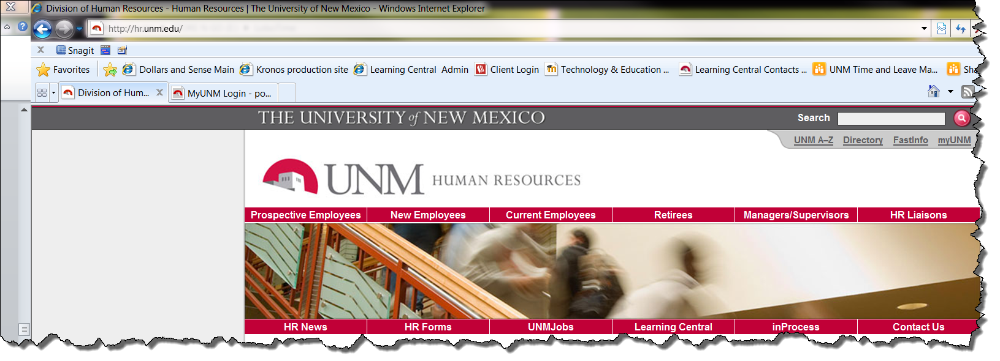 Division of Human Resources - Human Resources | The University of New Mexico - Windows Internet Explorer
http://hr.unm.edu/
x Snagit
Favorites Dollars and Sense Main Kronos production site Learning Central Admin Client Login Technology & Education ... Learning Central Contacts ... UNM Time and Leave Ma... Sha
Division of Hum... x MyUNM Login - po...
THE UNIVERSITY of NEW MEXICO Search
UNM A–Z Directory FastInfo myUNM
UNM HUMAN RESOURCES
Prospective Employees New Employees Current Employees Retirees Managers/Supervisors HR Liaisons
HR News HR Forms UNMJobs Learning Central inProcess Contact Us